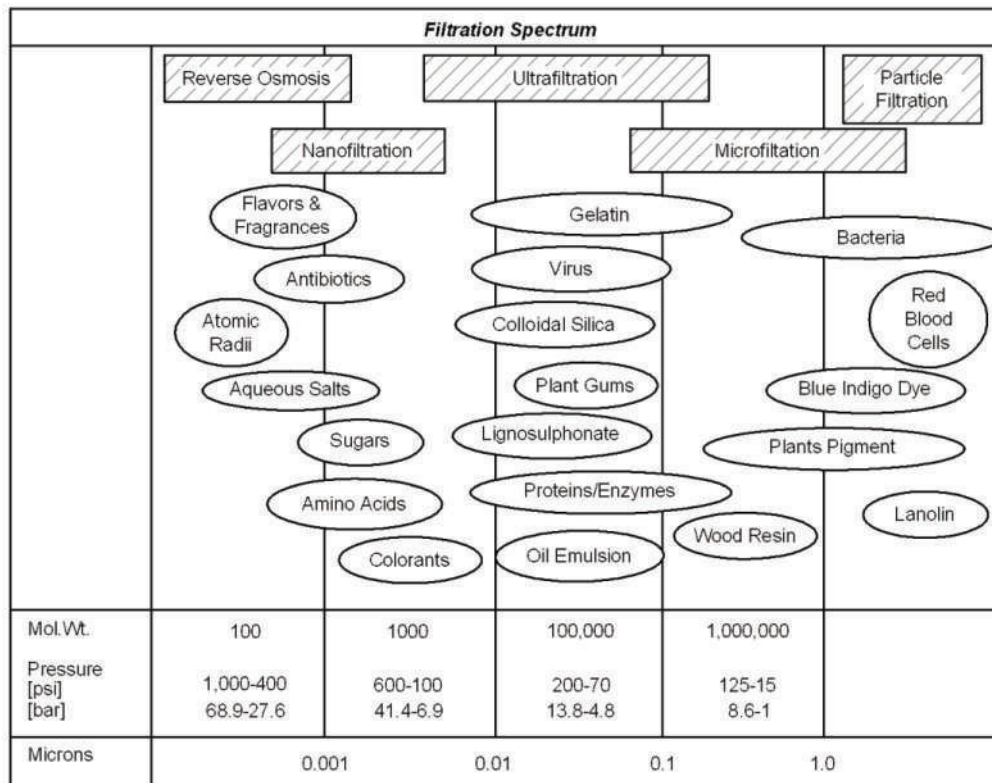 Filtration Spectrum
Reverse Osmosis
Ultrafiltration
Particle
Filtration
Nanofiltration
Microfiltation
Flavors &
Fragrances
Gelatin
Bacteria
Antibiotics
Virus
Atomic
Radii
Colloidal Silica
Red
Blood
Cells
Aqueous Salts
Plant Gums
Blue Indigo Dye
Sugars
Lignosulphonate
Plants Pigment
Amino Acids
Proteins/Enzymes
Lanolin
Colorants
Oil Emulsion
Wood Resin
Mol.Wt. 100 1000 100,000 1,000,000
Pressure
[psi] 1,000-400 600-100 200-70 125-15
[bar] 68.9-27.6 41.4-6.9 13.8-4.8 8.6-1
Microns 0.001 0.01 0.1 1.0